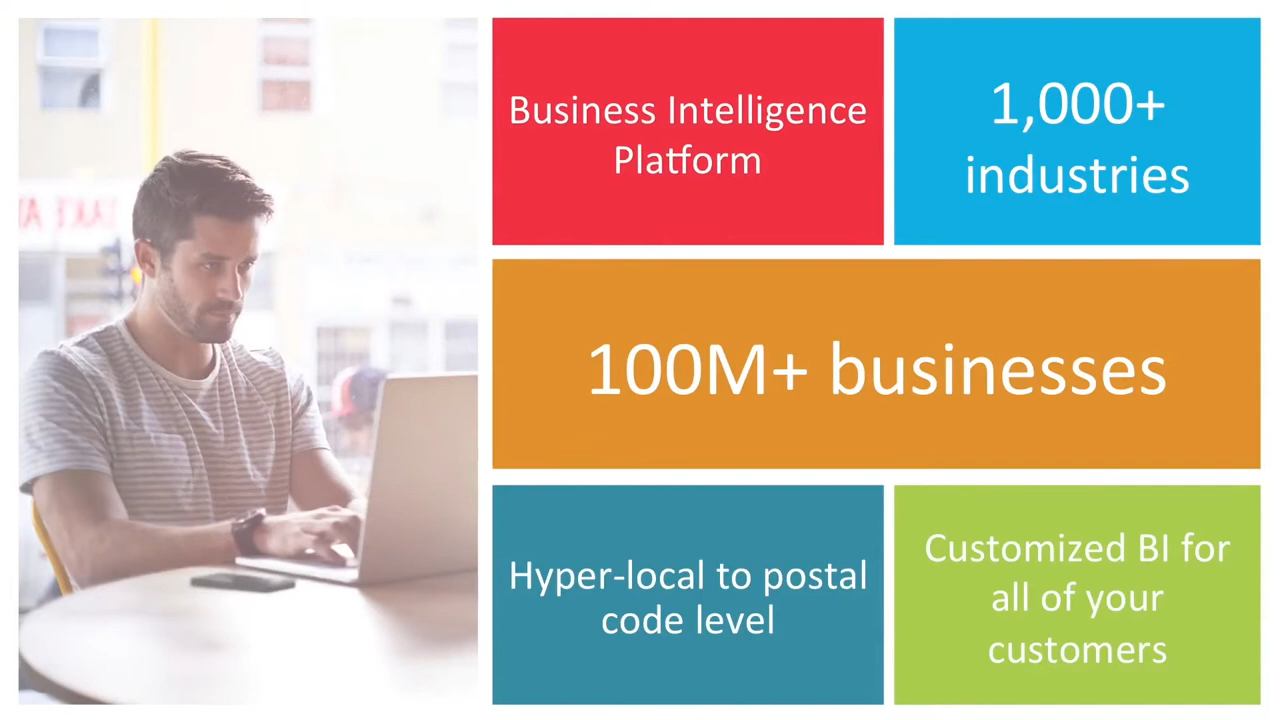 Business Intelligence
Platform
1,000+
industries
100M+ businesses
Hyper-local to postal
code level
Customized BI for
all of your
customers